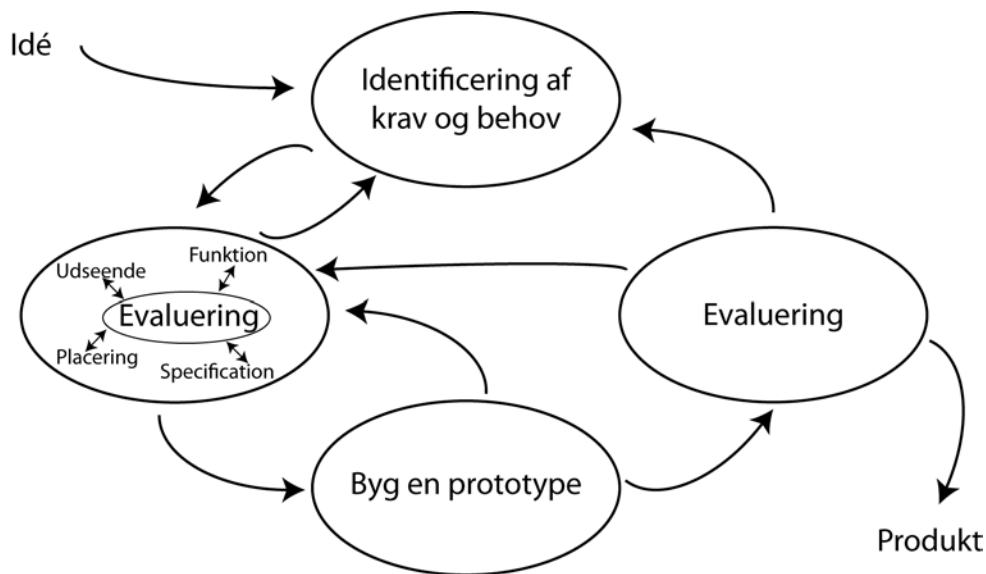 Idé
Identificering af
krav og behov
Funktion
Udseende
Evaluering
Placering
Specification
Evaluering
Byg en prototype
Produkt